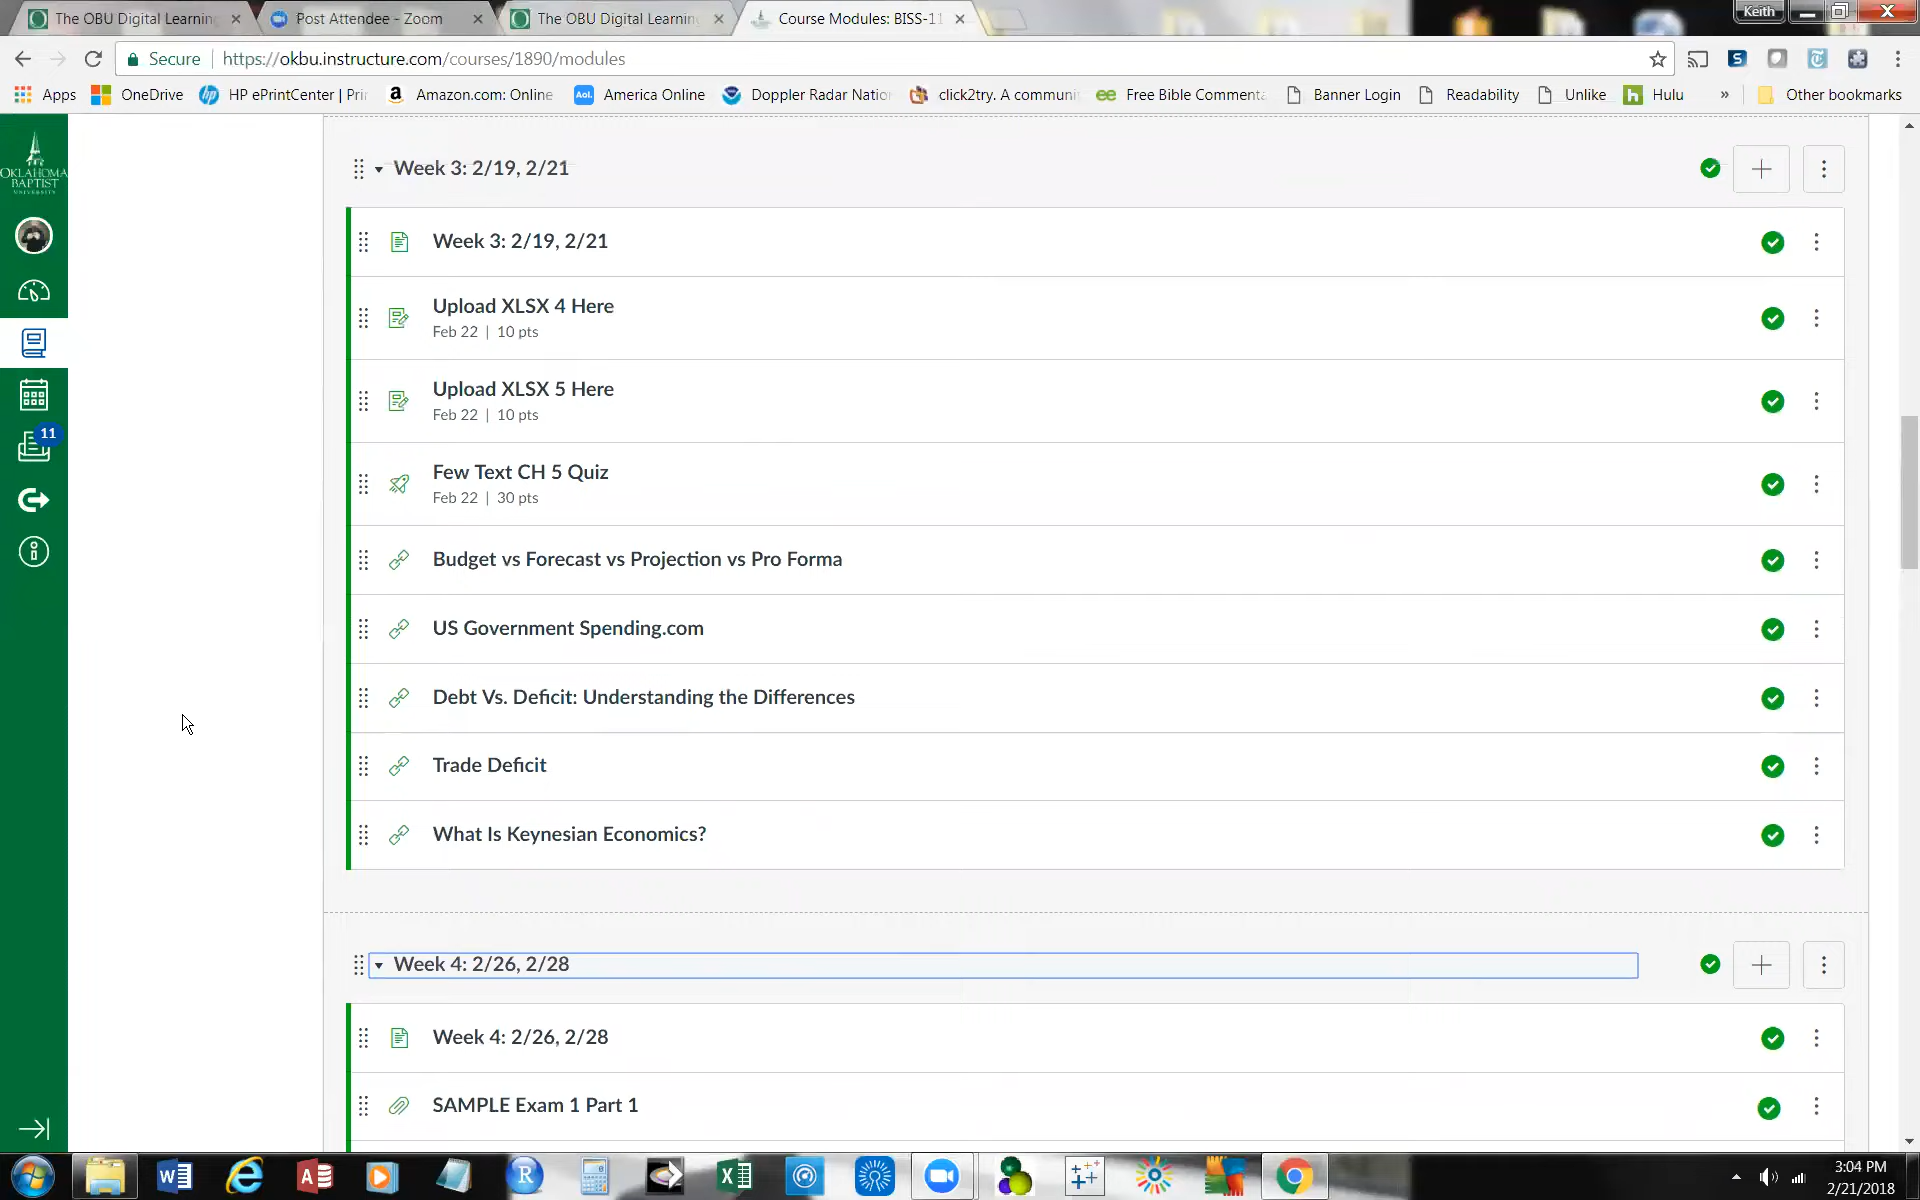 The OBU Digital Learning
Post Attendee - Zoom
The OBU Digital Learning
Course Modules: BISS-11
Keith
Secure
https://okbu.instructure.com/courses/1890/modules
Apps
OneDrive
HP ePrintCenter | Pri
Amazon.com: Online
Aol.
America Online
Doppler Radar Natio
click2try. A communi
ee
Free Bible Commenta
Banner Login
Readability
Unlike
h
Hulu
»
Other bookmarks
OKLAHOMA
BAPTIST
UNIVERSITY
11
Week 3: 2/19, 2/21
Week 3: 2/19, 2/21
Upload XLSX 4 Here
Feb 22 | 10 pts
Upload XLSX 5 Here
Feb 22 | 10 pts
Few Text CH 5 Quiz
Feb 22 | 30 pts
Budget vs Forecast vs Projection vs Pro Forma
US Government Spending.com
Debt Vs. Deficit: Understanding the Differences
Trade Deficit
What Is Keynesian Economics?
Week 4: 2/26, 2/28
Week 4: 2/26, 2/28
SAMPLE Exam 1 Part 1
3:04 PM
2/21/2018